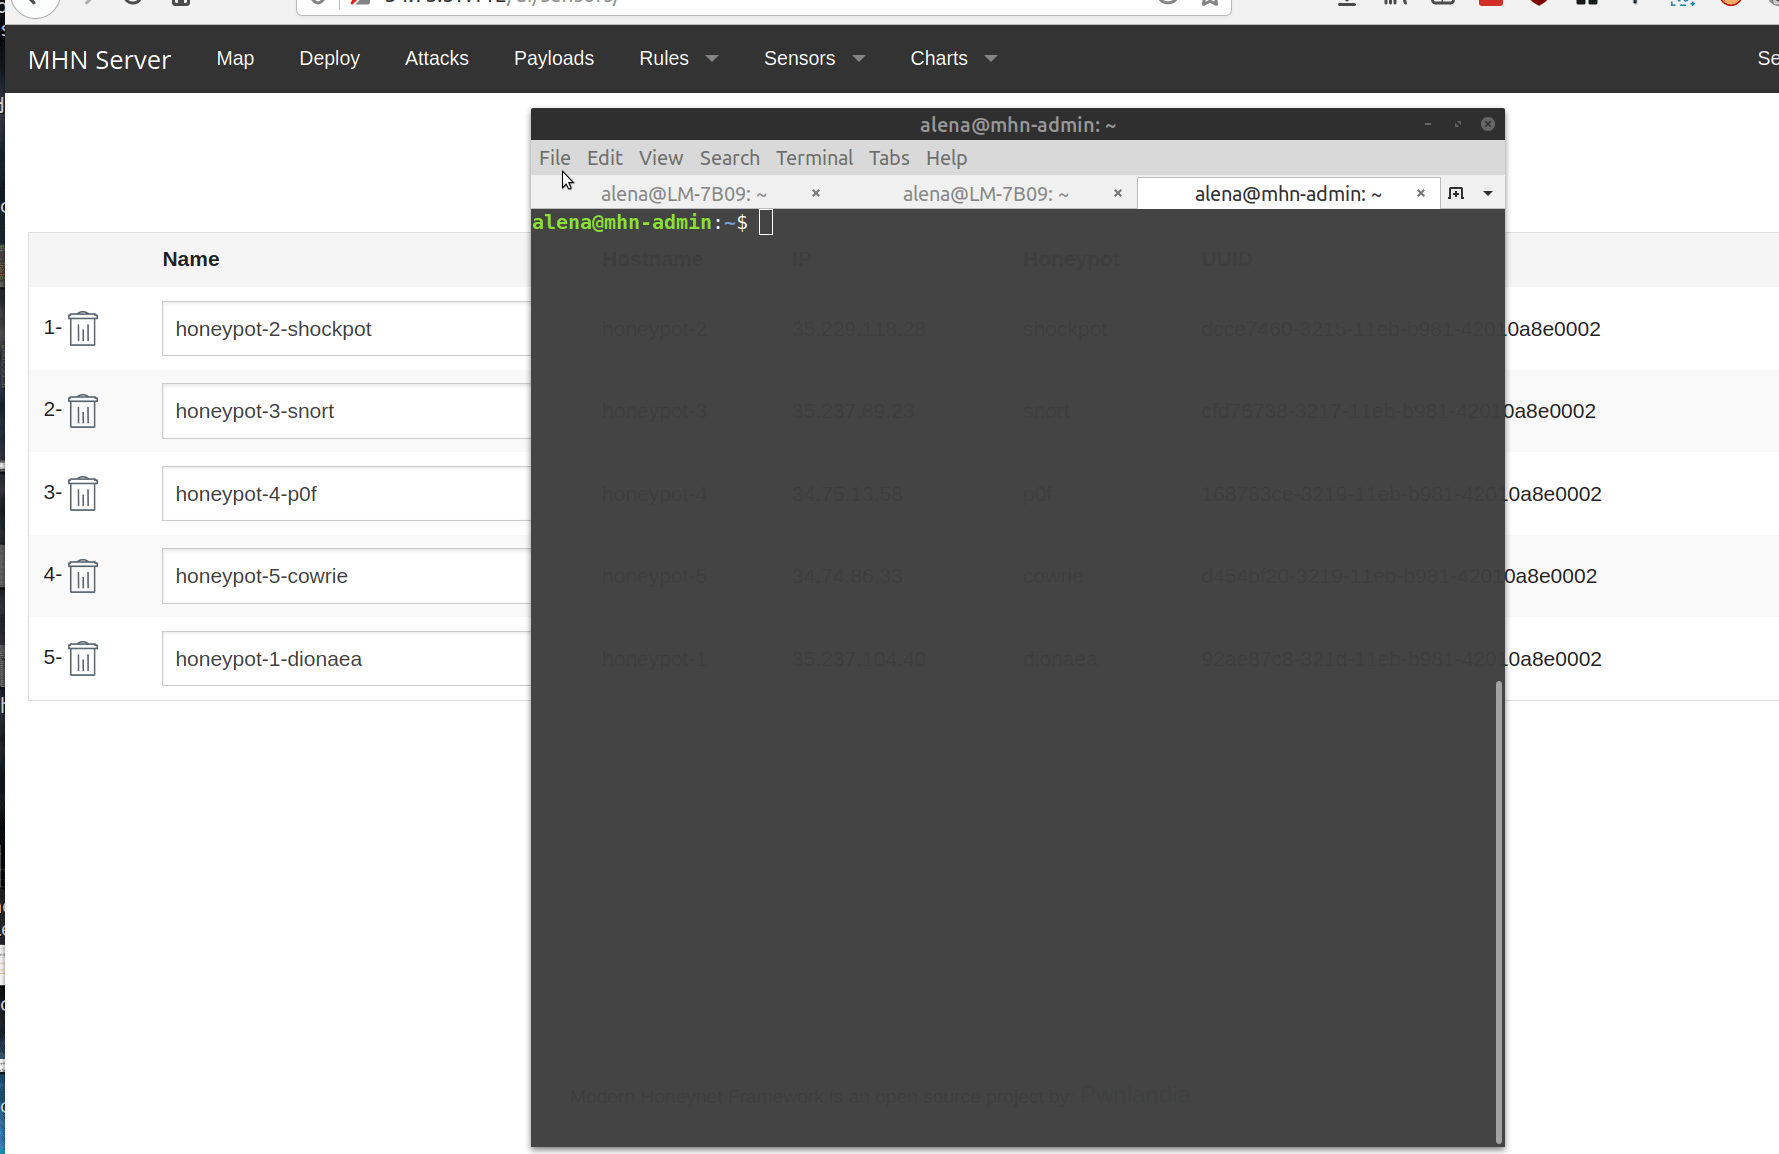 MHN Server Map Deploy Attacks Payloads Rules Sensors Charts Se
alena@mhn-admin: ~
File Edit View Search Terminal Tabs Help
alena@LM-7B09: ~ × alena@LM-7B09: ~ × alena@mhn-admin: ~ ×
alena@mhn-admin:~$
Name Hostname IP Honeypot UUID
1- honeypot-2-shockpot honeypot-2 35.229.118.28 shockpot dcce7460-3215-11eb-b981-42010a8e0002
2- honeypot-3-snort honeypot-3 35.237.89.23 snort cfd76738-3217-11eb-b981-42010a8e0002
3- honeypot-4-p0f honeypot-4 34.75.13.58 p0f 168783ce-3219-11eb-b981-42010a8e0002
4- honeypot-5-cowrie honeypot-5 34.74.86.33 cowrie d454bf20-3219-11eb-b981-42010a8e0002
5- honeypot-1-dionaea honeypot-1 35.237.104.40 dionaea 92ae87c8-321d-11eb-b981-42010a8e0002
Modern Honeynet Framework is an open source project by Pwnlandia